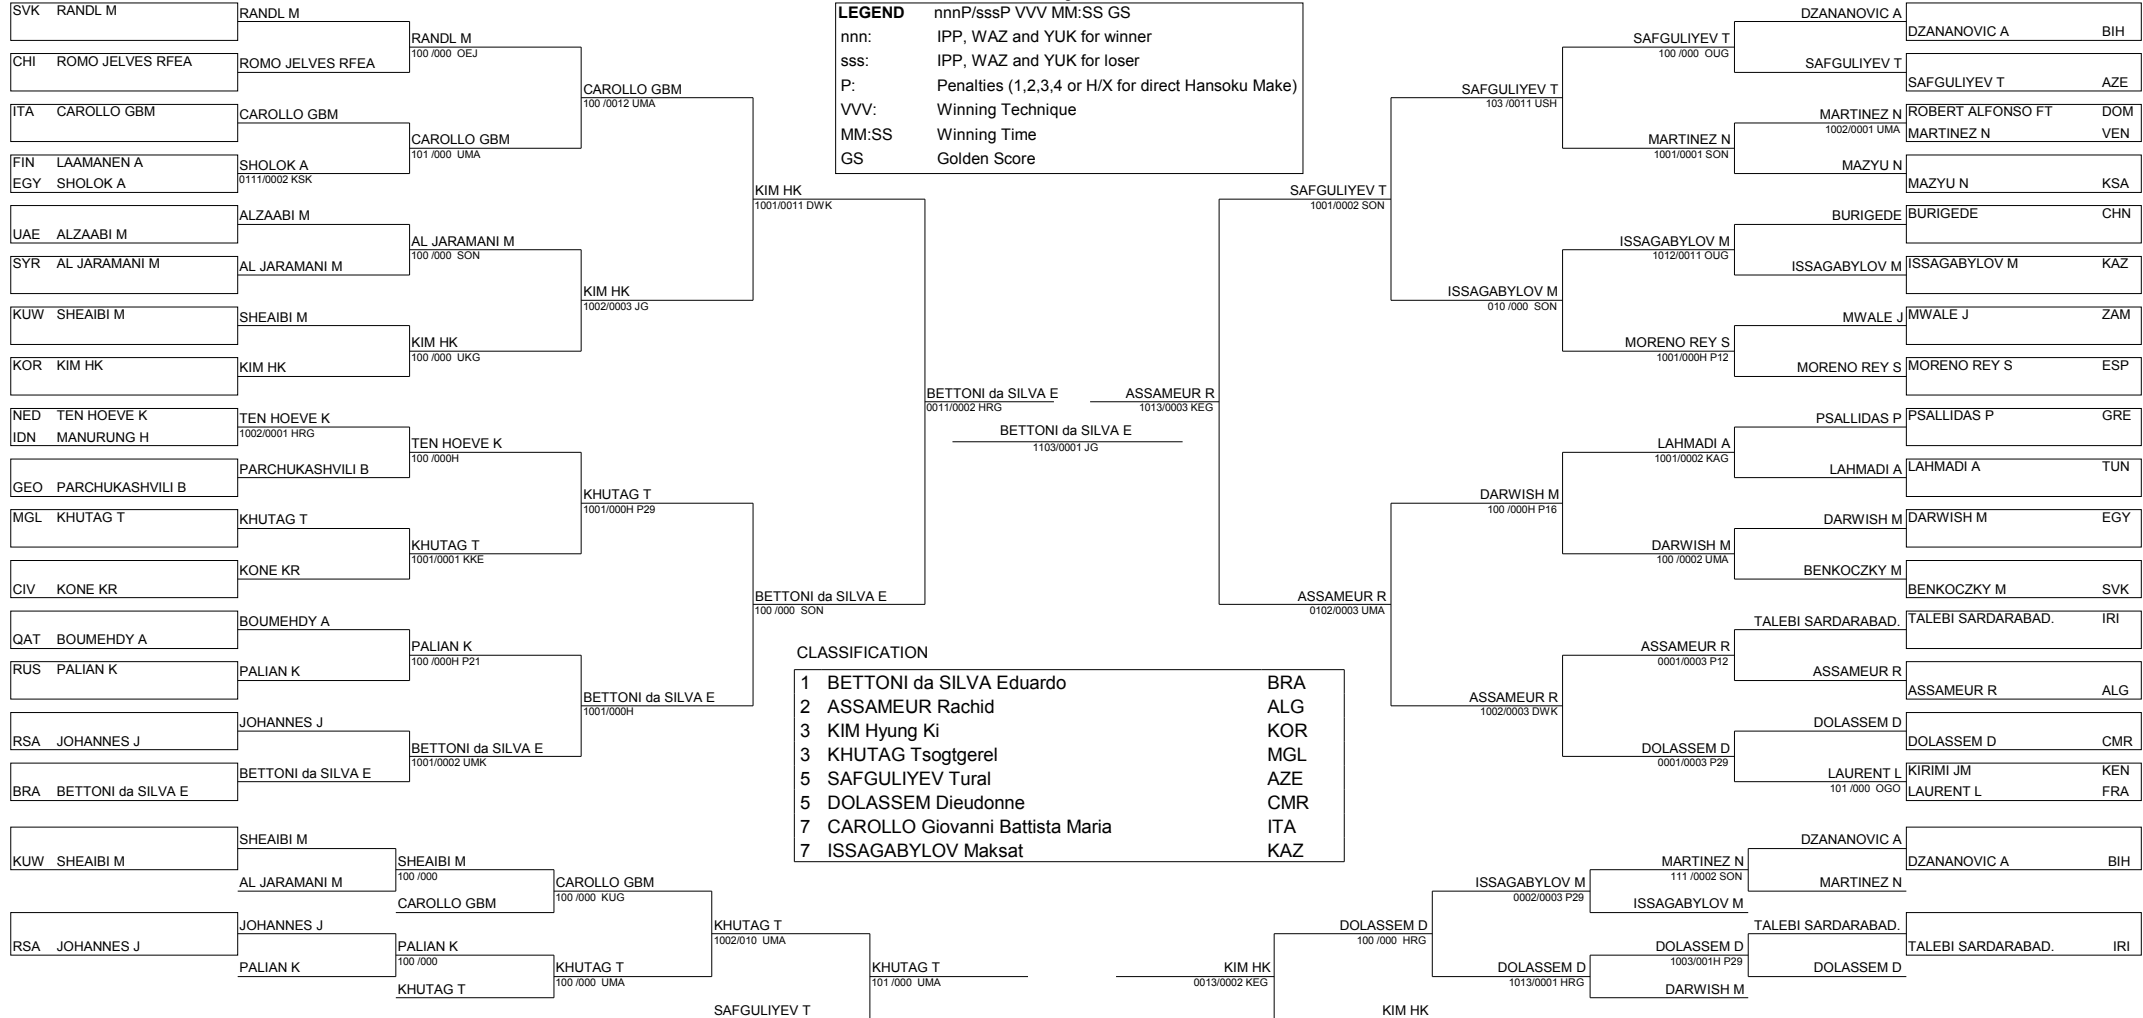 SVK RANDL M
CHI ROMO JELVES RFEA
ITA CAROLLO GBM
FIN LAAMANEN A
EGY SHOLOK A
UAE ALZAABI M
SYR AL JARAMANI M
KUW SHEAIBI M
KOR KIM HK
NED TEN HOEVE K
IDN MANURUNG H
GEO PARCHUKASHVILI B
MGL KHUTAG T
CIV KONE KR
QAT BOUMEHDY A
RUS PALIAN K
RSA JOHANNES J
BRA BETTONI da SILVA E
RANDL M
ROMO JELVES RFEA
CAROLLO GBM
SHOLOK A
0111/0002 KSK
ALZAABI M
AL JARAMANI M
SHEAIBI M
KIM HK
TEN HOEVE K
1002/0001 HRG
PARCHUKASHVILI B
KHUTAG T
KONE KR
BOUMEHDY A
PALIAN K
JOHANNES J
BETTONI da SILVA E
RANDL M
100 /000 OEJ
CAROLLO GBM
101 /000 UMA
AL JARAMANI M
100 /000 SON
KIM HK
100 /000 UKG
TEN HOEVE K
100 /000H
KHUTAG T
1001/0001 KKE
PALIAN K
100 /000H P21
BETTONI da SILVA E
1001/0002 UMK
CAROLLO GBM
100 /0012 UMA
KIM HK
1002/0003 JG
KHUTAG T
1001/000H P29
BETTONI da SILVA E
1001/000H
KIM HK
1001/0011 DWK
BETTONI da SILVA E
100 /000 SON
BETTONI da SILVA E
0011/0002 HRG
LEGEND nnnP/sssP VVV MM:SS GS
nnn: IPP, WAZ and YUK for winner
sss: IPP, WAZ and YUK for loser
P: Penalties (1,2,3,4 or H/X for direct Hansoku Make)
VVV: Winning Technique
MM:SS Winning Time
GS Golden Score
BETTONI da SILVA E
1103/0001 JG
ASSAMEUR R
1013/0003 KEG
SAFGULIYEV T
1001/0002 SON
ASSAMEUR R
0102/0003 UMA
SAFGULIYEV T
103 /0011 USH
ISSAGABYLOV M
010 /000 SON
DARWISH M
100 /000H P16
ASSAMEUR R
1002/0003 DWK
SAFGULIYEV T
100 /000 OUG
MARTINEZ N
1001/0001 SON
ISSAGABYLOV M
1012/0011 OUG
MORENO REY S
1001/000H P12
LAHMADI A
1001/0002 KAG
DARWISH M
100 /0002 UMA
ASSAMEUR R
0001/0003 P12
DOLASSEM D
0001/0003 P29
DZANANOVIC A
SAFGULIYEV T
MARTINEZ N
1002/0001 UMA
MAZYU N
BURIGEDE
ISSAGABYLOV M
MWALE J
MORENO REY S
PSALLIDAS P
LAHMADI A
DARWISH M
BENKOCZKY M
TALEBI SARDARABAD.
ASSAMEUR R
DOLASSEM D
LAURENT L
101 /000 OGO
DZANANOVIC A BIH
SAFGULIYEV T AZE
ROBERT ALFONSO FT DOM
MARTINEZ N VEN
MAZYU N KSA
BURIGEDE CHN
ISSAGABYLOV M KAZ
MWALE J ZAM
MORENO REY S ESP
PSALLIDAS P GRE
LAHMADI A TUN
DARWISH M EGY
BENKOCZKY M SVK
TALEBI SARDARABAD. IRI
ASSAMEUR R ALG
DOLASSEM D CMR
KIRIMI JM KEN
LAURENT L FRA
CLASSIFICATION
1 BETTONI da SILVA Eduardo BRA
2 ASSAMEUR Rachid ALG
3 KIM Hyung Ki KOR
3 KHUTAG Tsogtgerel MGL
5 SAFGULIYEV Tural AZE
5 DOLASSEM Dieudonne CMR
7 CAROLLO Giovanni Battista Maria ITA
7 ISSAGABYLOV Maksat KAZ
KUW SHEAIBI M
RSA JOHANNES J
SHEAIBI M
AL JARAMANI M
JOHANNES J
PALIAN K
SHEAIBI M
100 /000
CAROLLO GBM
PALIAN K
100 /000
KHUTAG T
CAROLLO GBM
100 /000 KUG
KHUTAG T
100 /000 UMA
KHUTAG T
1002/010 UMA
SAFGULIYEV T
KHUTAG T
101 /000 UMA
KIM HK
0013/0002 KEG
DOLASSEM D
100 /000 HRG
KIM HK
ISSAGABYLOV M
0002/0003 P29
DOLASSEM D
1013/0001 HRG
MARTINEZ N
111 /0002 SON
ISSAGABYLOV M
DOLASSEM D
1003/001H P29
DARWISH M
DZANANOVIC A
MARTINEZ N
TALEBI SARDARABAD.
DOLASSEM D
DZANANOVIC A BIH
TALEBI SARDARABAD. IRI